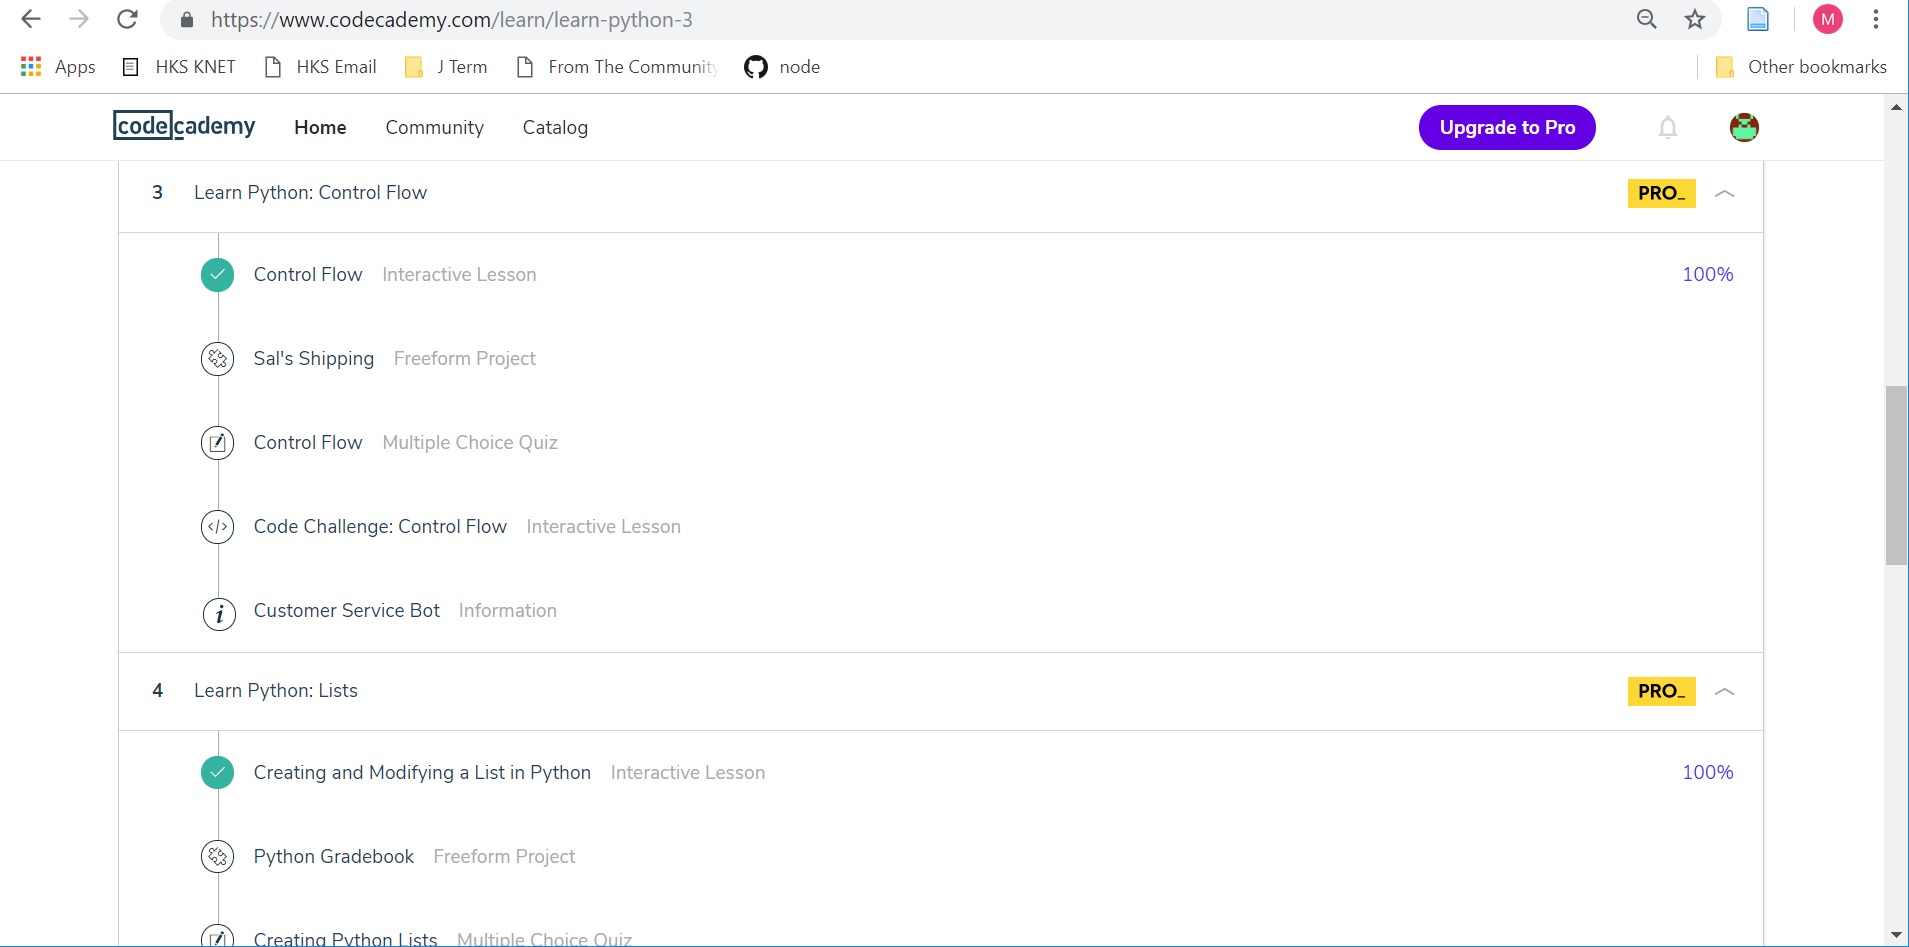 https://www.codecademy.com/learn/learn-python-3
M
Apps HKS KNET HKS Email J Term From The Community node Other bookmarks
codecademy Home Community Catalog Upgrade to Pro
3 Learn Python: Control Flow PRO_
Control Flow Interactive Lesson 100%
Sal's Shipping Freeform Project
Control Flow Multiple Choice Quiz
</> Code Challenge: Control Flow Interactive Lesson
i Customer Service Bot Information
4 Learn Python: Lists PRO_
Creating and Modifying a List in Python Interactive Lesson 100%
Python Gradebook Freeform Project
Creating Python Lists Multiple Choice Quiz